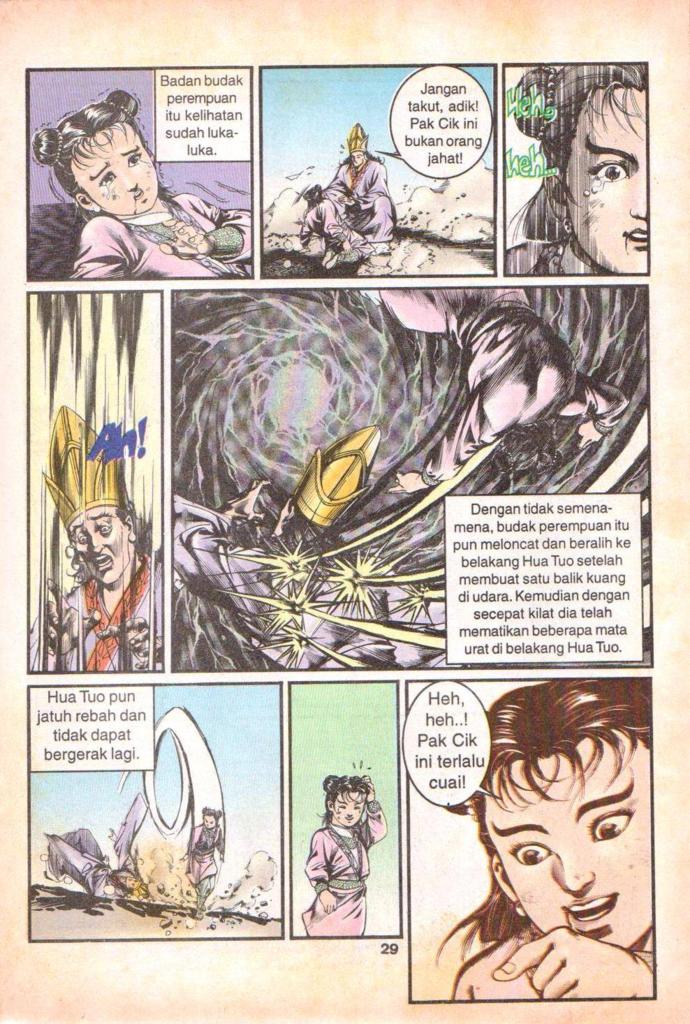 Badan budak
perempuan
itu kelihatan
sudah luka-
luka.
Jangan
takut, adik!
Pak Cik ini
bukan orang
jahat!
Heh,
heh...
Ah!
Dengan tidak semena-
mena, budak perempuan itu
pun meloncat dan beralih ke
belakang Hua Tuo setelah
membuat satu balik kuang
di udara. Kemudian dengan
secepat kilat dia telah
mematikan beberapa mata
urat di belakang Hua Tuo.
Hua Tuo pun
jatuh rebah dan
tidak dapat
bergerak lagi.
Heh,
heh..!
Pak Cik
ini terlalu
cuai!
29